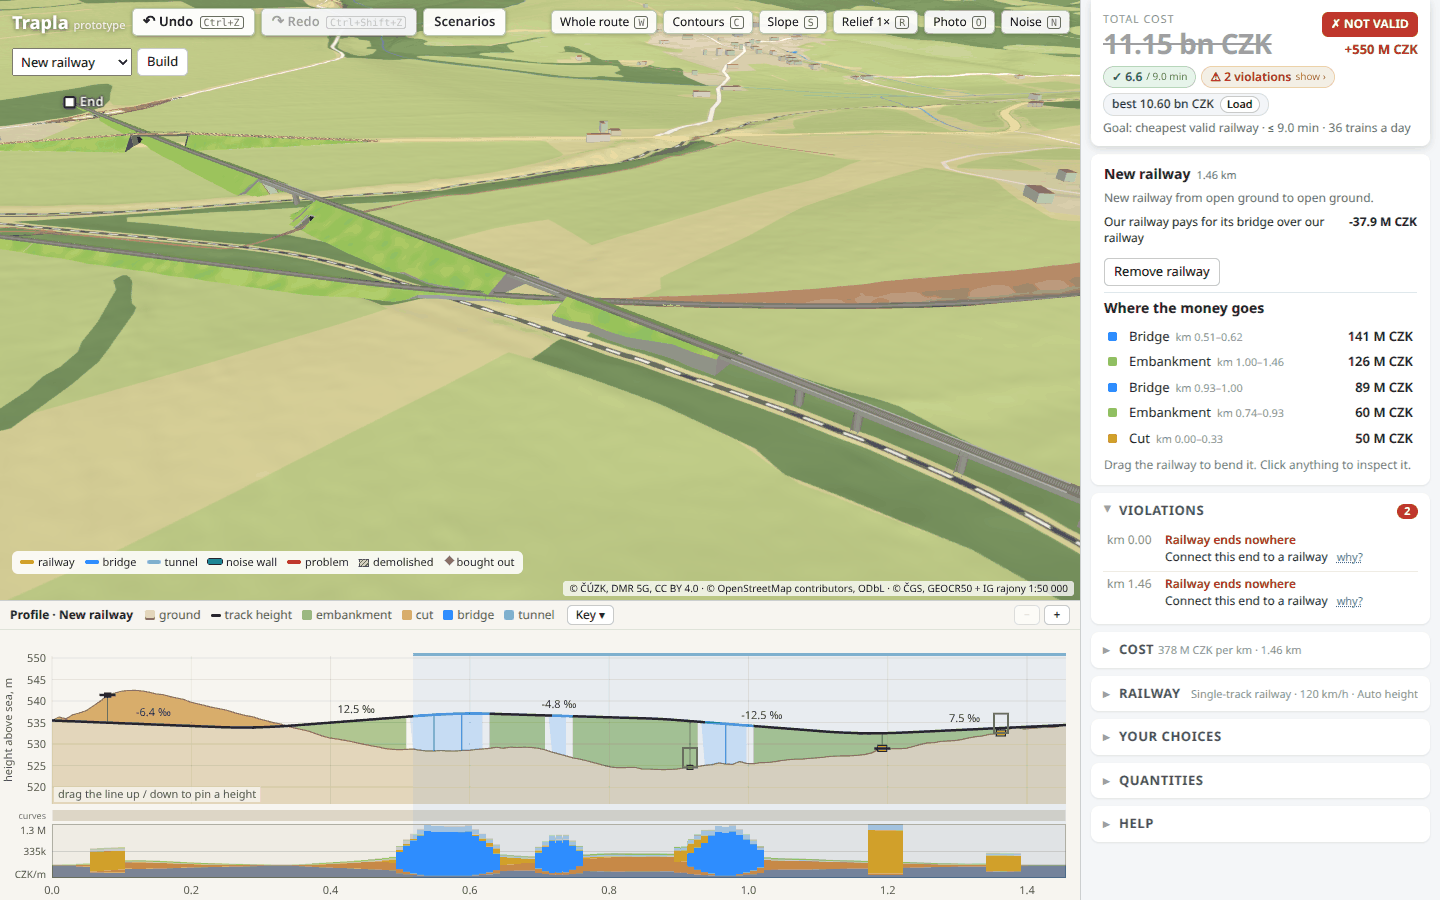 Trapla prototype
↶ Undo Ctrl+Z
↷ Redo Ctrl+Shift+Z
Scenarios
Whole route W
Contours C
Slope S
Relief 1× R
Photo O
Noise N
New railway
Build
End
railway
bridge
tunnel
noise wall
problem
demolished
bought out
© ČÚZK, DMR 5G, CC BY 4.0 · © OpenStreetMap contributors, ODbL · © ČGS, GEOCR50 + IG rajony 1:50 000
Profile · New railway
ground
track height
embankment
cut
bridge
tunnel
Key ▾
− +
height above sea, m
550
545
540
535
530
525
520
-6.4 ‰
12.5 ‰
-4.8 ‰
-12.5 ‰
7.5 ‰
drag the line up / down to pin a height
curves
1.3 M
335k
CZK/m
0.0 0.2 0.4 0.6 0.8 1.0 1.2 1.4
TOTAL COST
11.15 bn CZK
✗ NOT VALID
+550 M CZK
✓ 6.6 / 9.0 min
⚠ 2 violations show ›
best 10.60 bn CZK Load
Goal: cheapest valid railway · ≤ 9.0 min · 36 trains a day
New railway 1.46 km
New railway from open ground to open ground.
Our railway pays for its bridge over our railway -37.9 M CZK
Remove railway
Where the money goes
Bridge km 0.51–0.62 141 M CZK
Embankment km 1.00–1.46 126 M CZK
Bridge km 0.93–1.00 89 M CZK
Embankment km 0.74–0.93 60 M CZK
Cut km 0.00–0.33 50 M CZK
Drag the railway to bend it. Click anything to inspect it.
▼ VIOLATIONS 2
km 0.00 Railway ends nowhere
Connect this end to a railway why?
km 1.46 Railway ends nowhere
Connect this end to a railway why?
▶ COST 378 M CZK per km · 1.46 km
▶ RAILWAY Single-track railway · 120 km/h · Auto height
▶ YOUR CHOICES
▶ QUANTITIES
▶ HELP